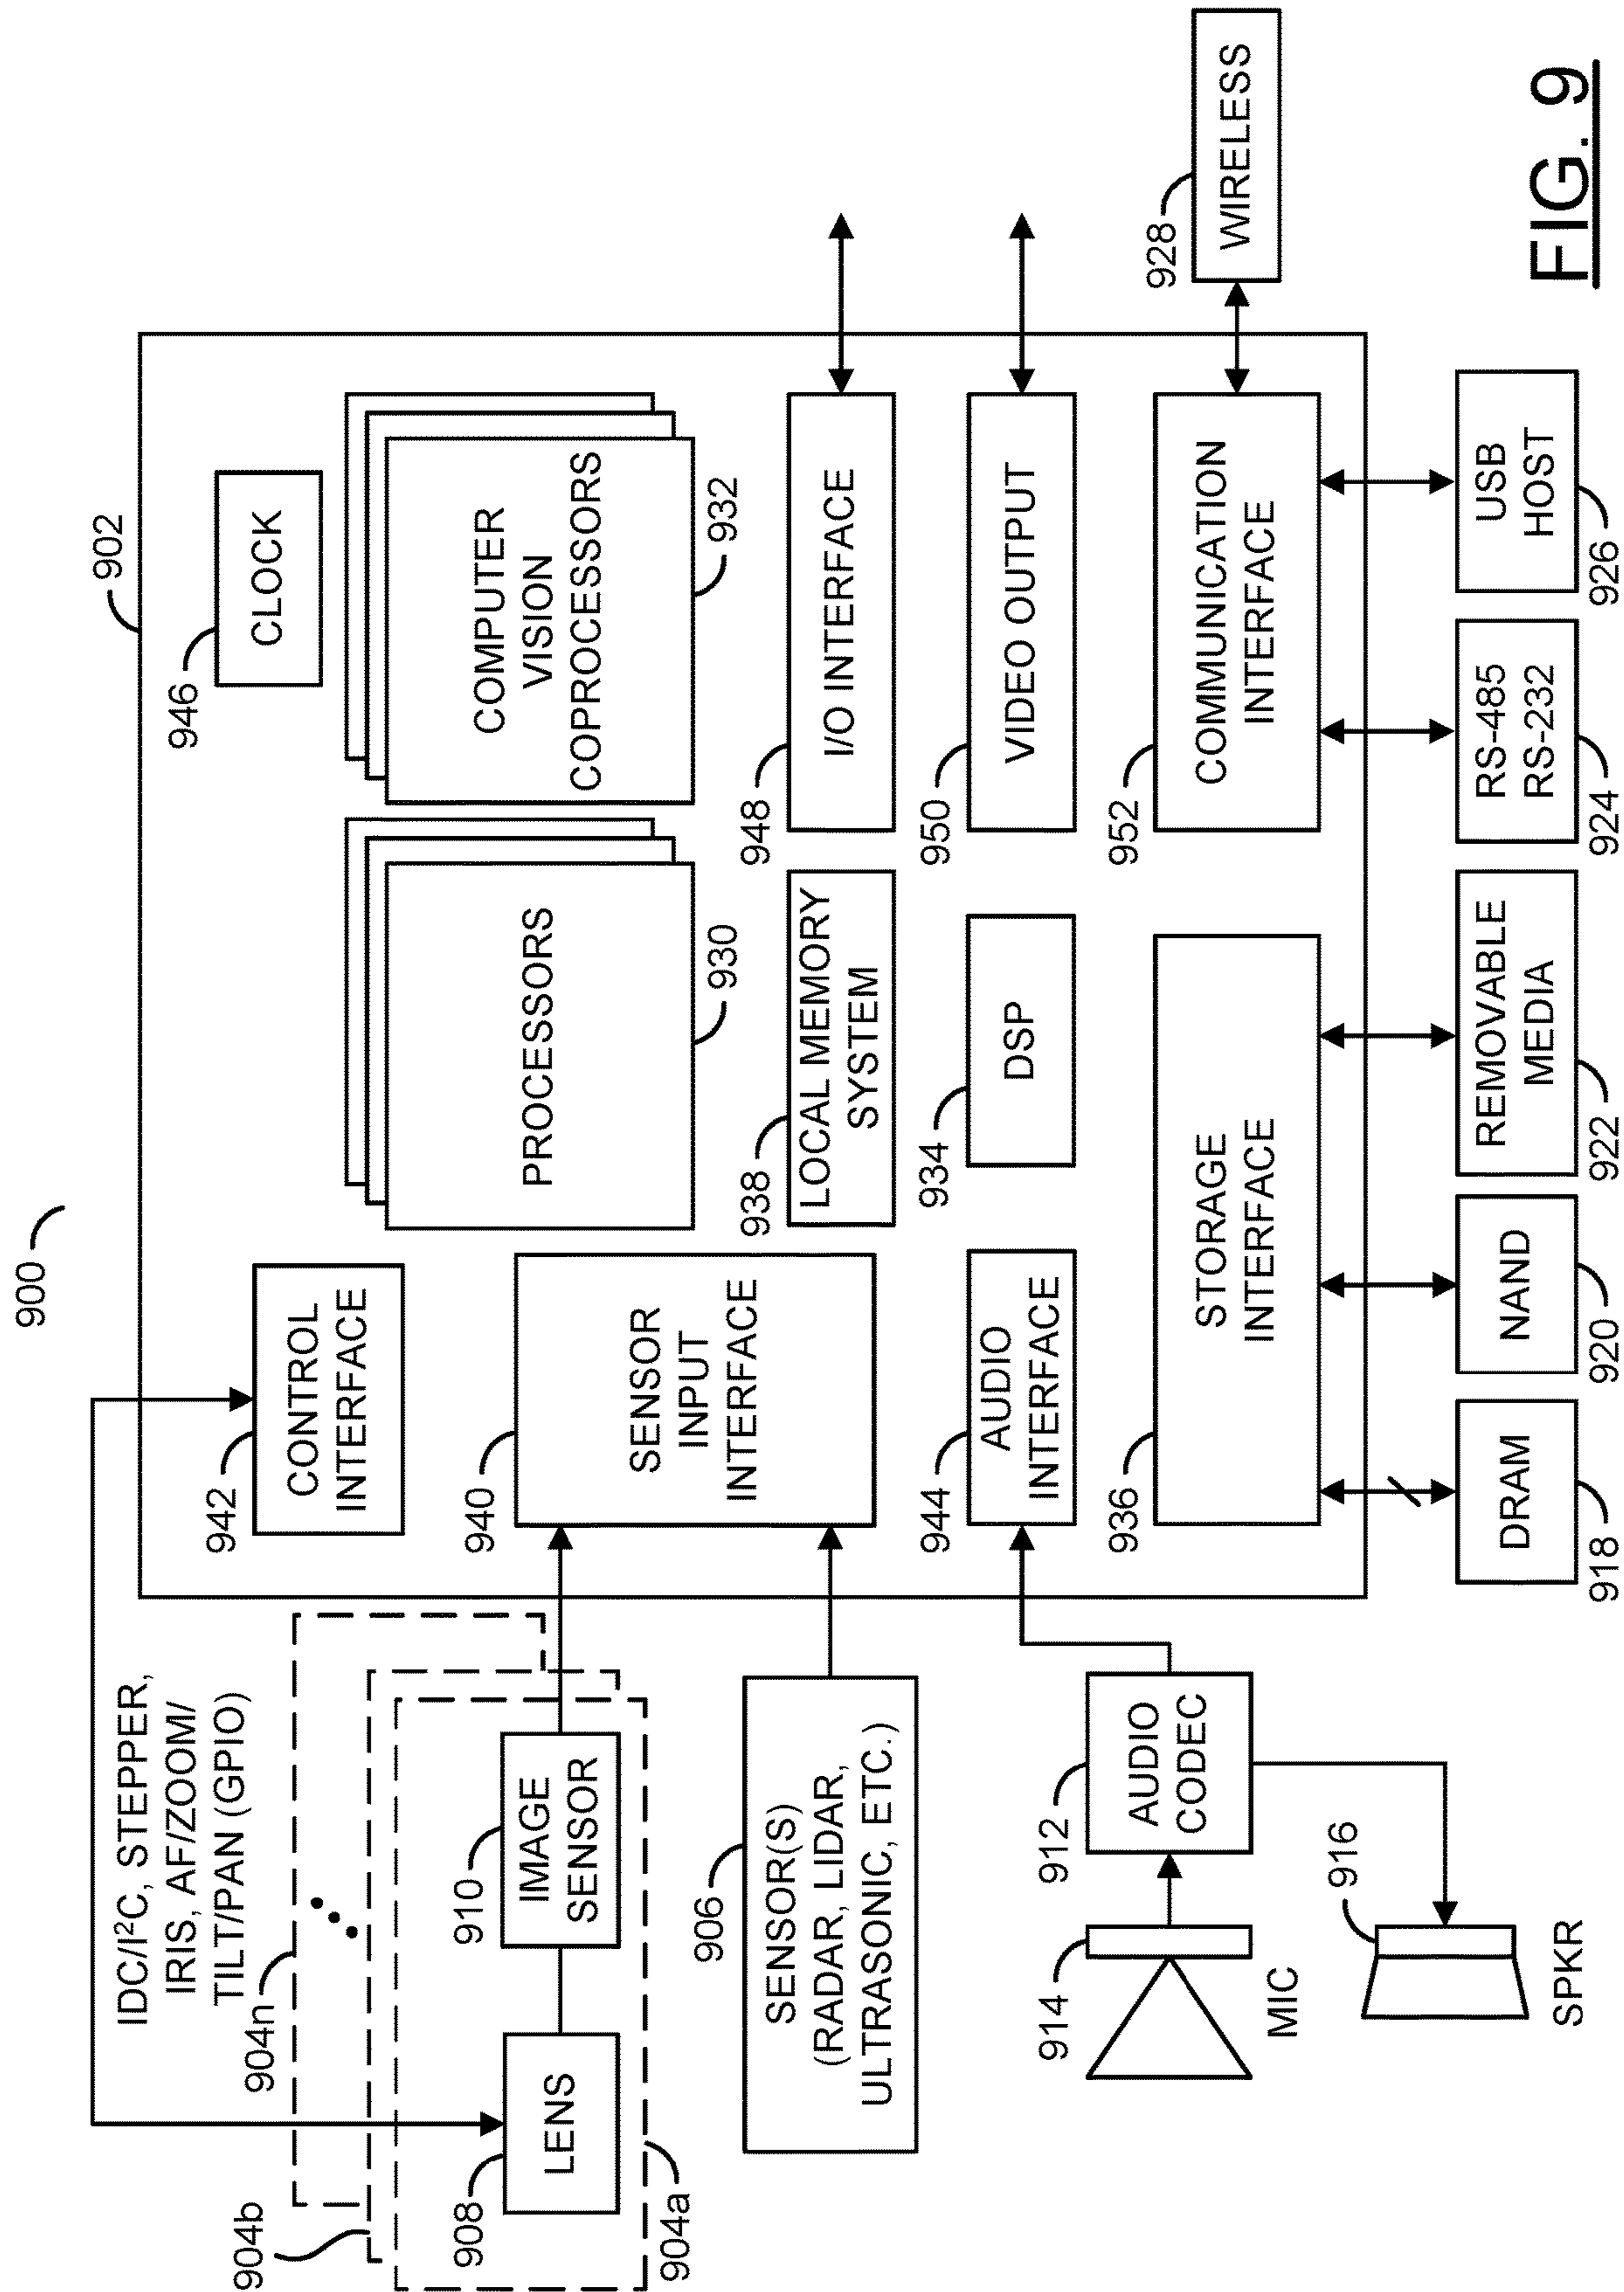 900
902
IDC/I²C, STEPPER,
IRIS, AF/ZOOM/
TILT/PAN (GPIO)
904n
904b
904a
908
LENS
910
IMAGE
SENSOR
942
CONTROL
INTERFACE
946
CLOCK
940
SENSOR
INPUT
INTERFACE
PROCESSORS
930
COMPUTER
VISION
COPROCESSORS
932
906
SENSOR(S)
(RADAR, LIDAR,
ULTRASONIC, ETC.)
938
LOCAL MEMORY
SYSTEM
948
I/O INTERFACE
944
AUDIO
INTERFACE
934
DSP
950
VIDEO OUTPUT
914
MIC
912
AUDIO
CODEC
916
SPKR
936
STORAGE
INTERFACE
952
COMMUNICATION
INTERFACE
928
WIRELESS
DRAM
918
NAND
920
REMOVABLE
MEDIA
922
RS-485
RS-232
924
USB
HOST
926
FIG. 9